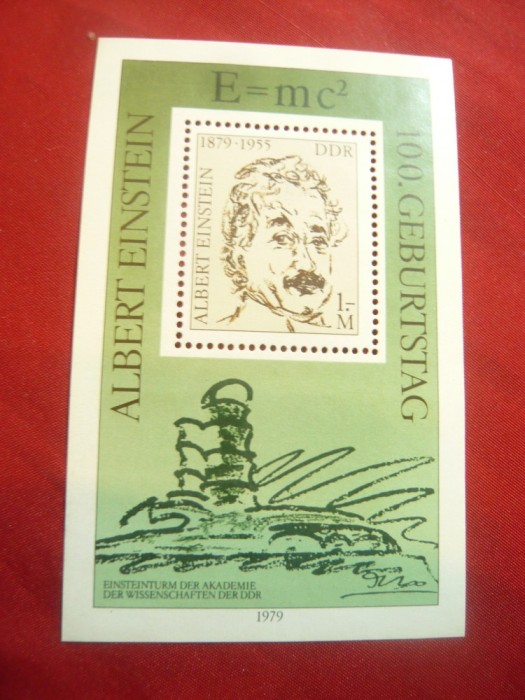 E=mc²
ALBERT EINSTEIN
100. GEBURTSTAG
1879-1955 DDR
ALBERT EINSTEIN
1.-
M
EINSTEINTURM DER AKADEMIE
DER WISSENSCHAFTEN DER DDR
1979